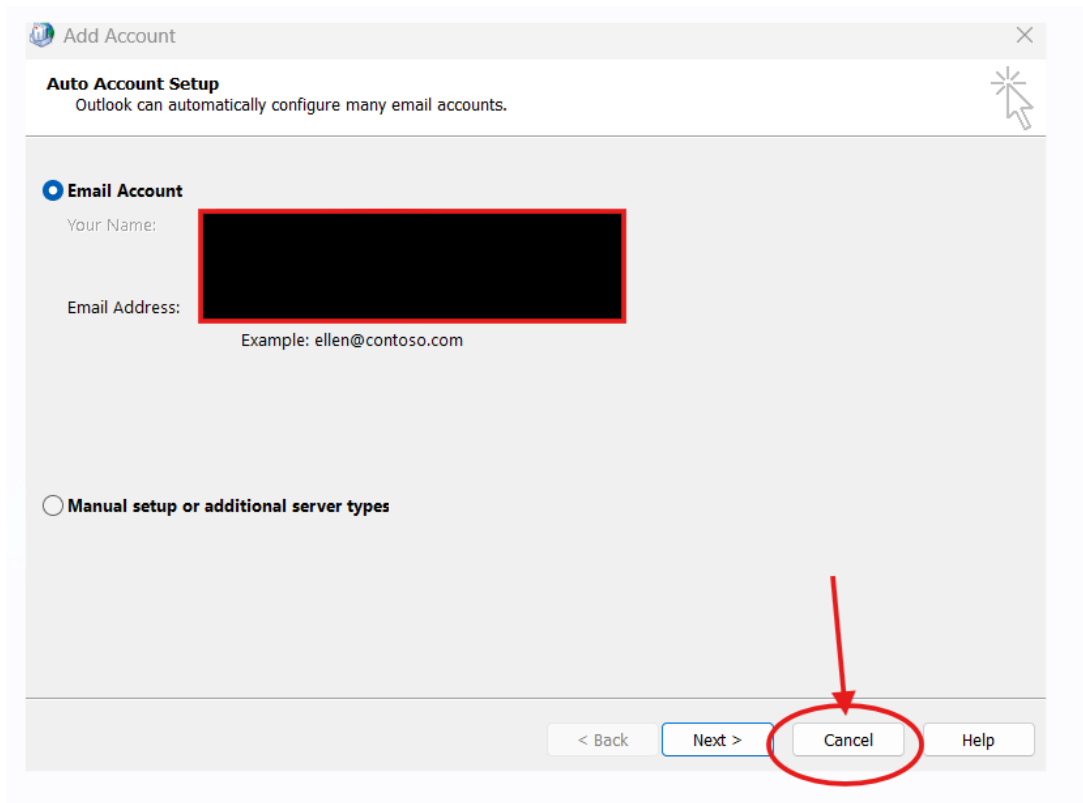 Add Account
Auto Account Setup
Outlook can automatically configure many email accounts.
Email Account
Your Name:
Email Address:
Example: ellen@contoso.com
Manual setup or additional server types
< Back Next > Cancel Help